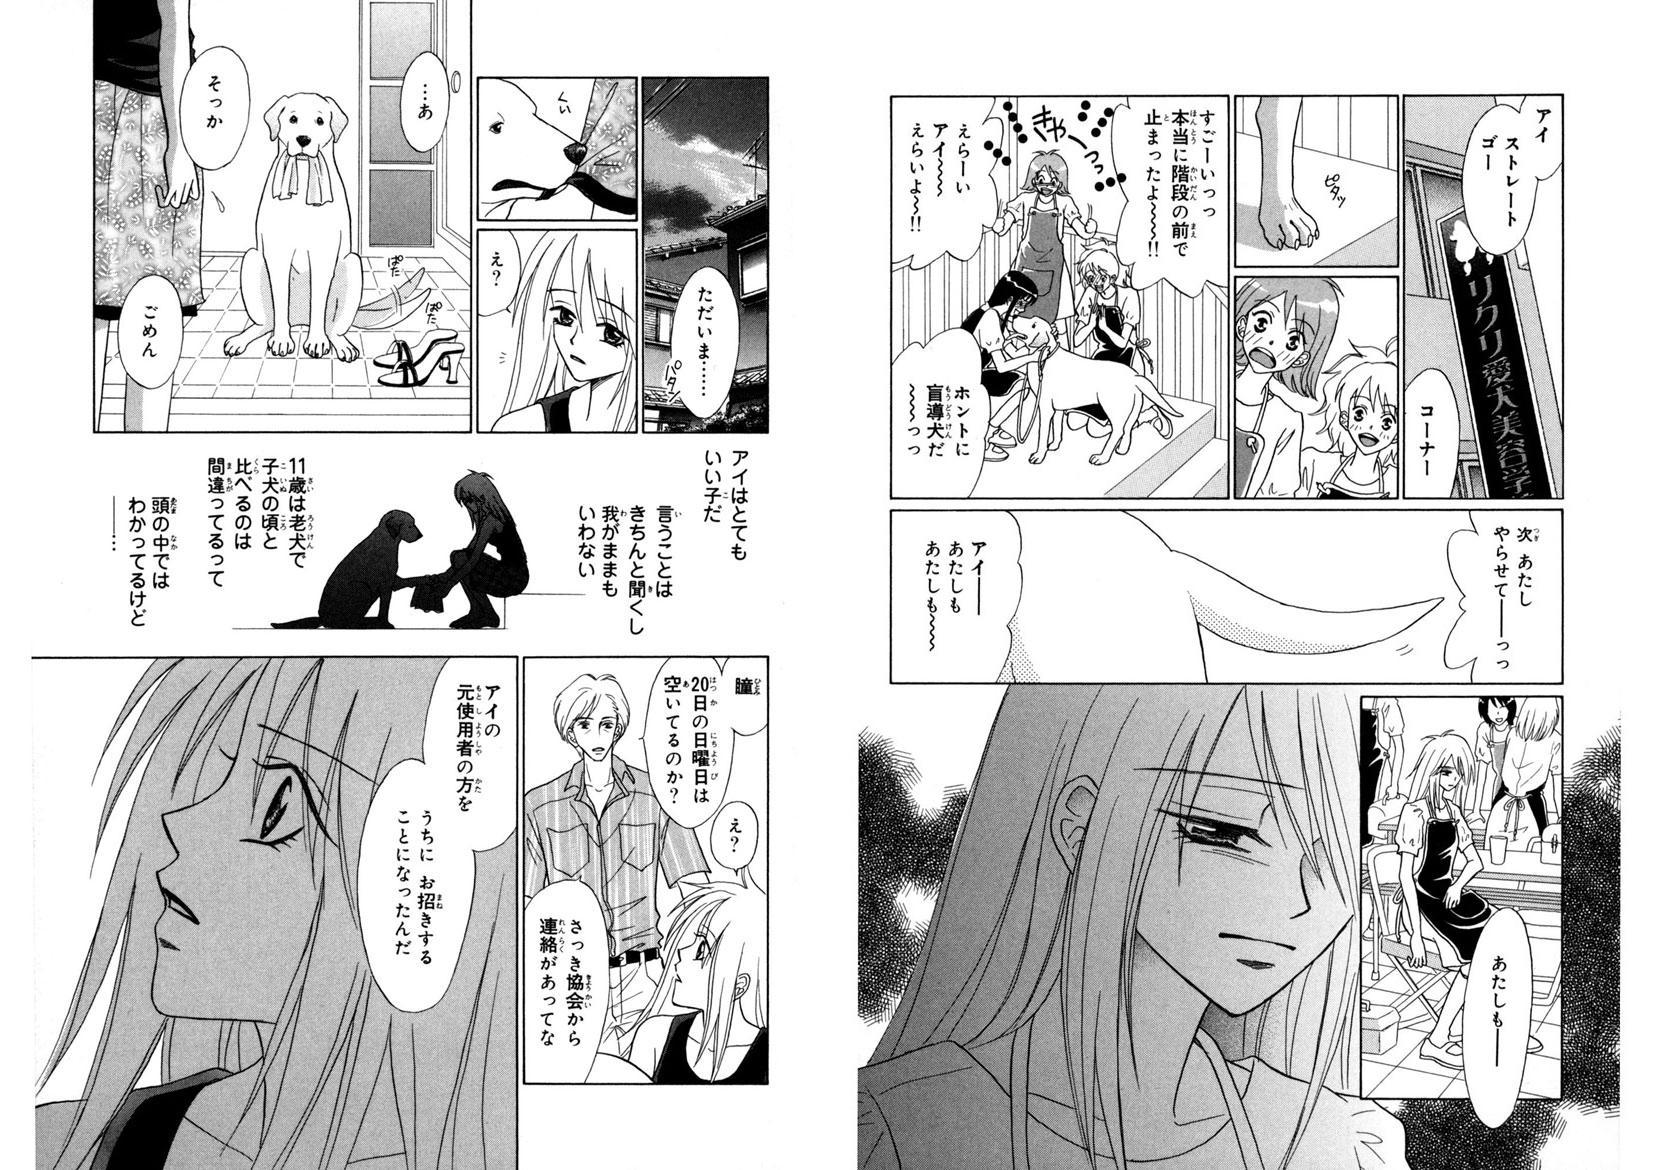 アイ
ストレート
ゴー
リクリ愛犬美容学
コーナー
ピタッ
すごーいっっ
本当に階段の前で
止まったよ〜〜〜!!
きゃーっっ
えらーい
アイ〜〜
えらいよ〜〜!!
ホントに
盲導犬だ
〜〜〜っっ
次 あたし
やらせて――っっ
アイ――
あたしも
あたしも〜〜〜
あたしも――
ただいま……
パタ
くい
え?
…あ
そっか
ぱた
ぱた
ごめん
アイはとても
いい子だ
言うことは
きちんと聞くし
我がままも
いわない
11歳は老犬で
子犬の頃と
比べるのは
間違ってるって
頭の中では
わかってるけど
……
瞳
20日の日曜日は
空いてるのか?
え?
さっき協会から
連絡があってな
アイの
元使用者の方を
うちに お招きする
ことになったんだ